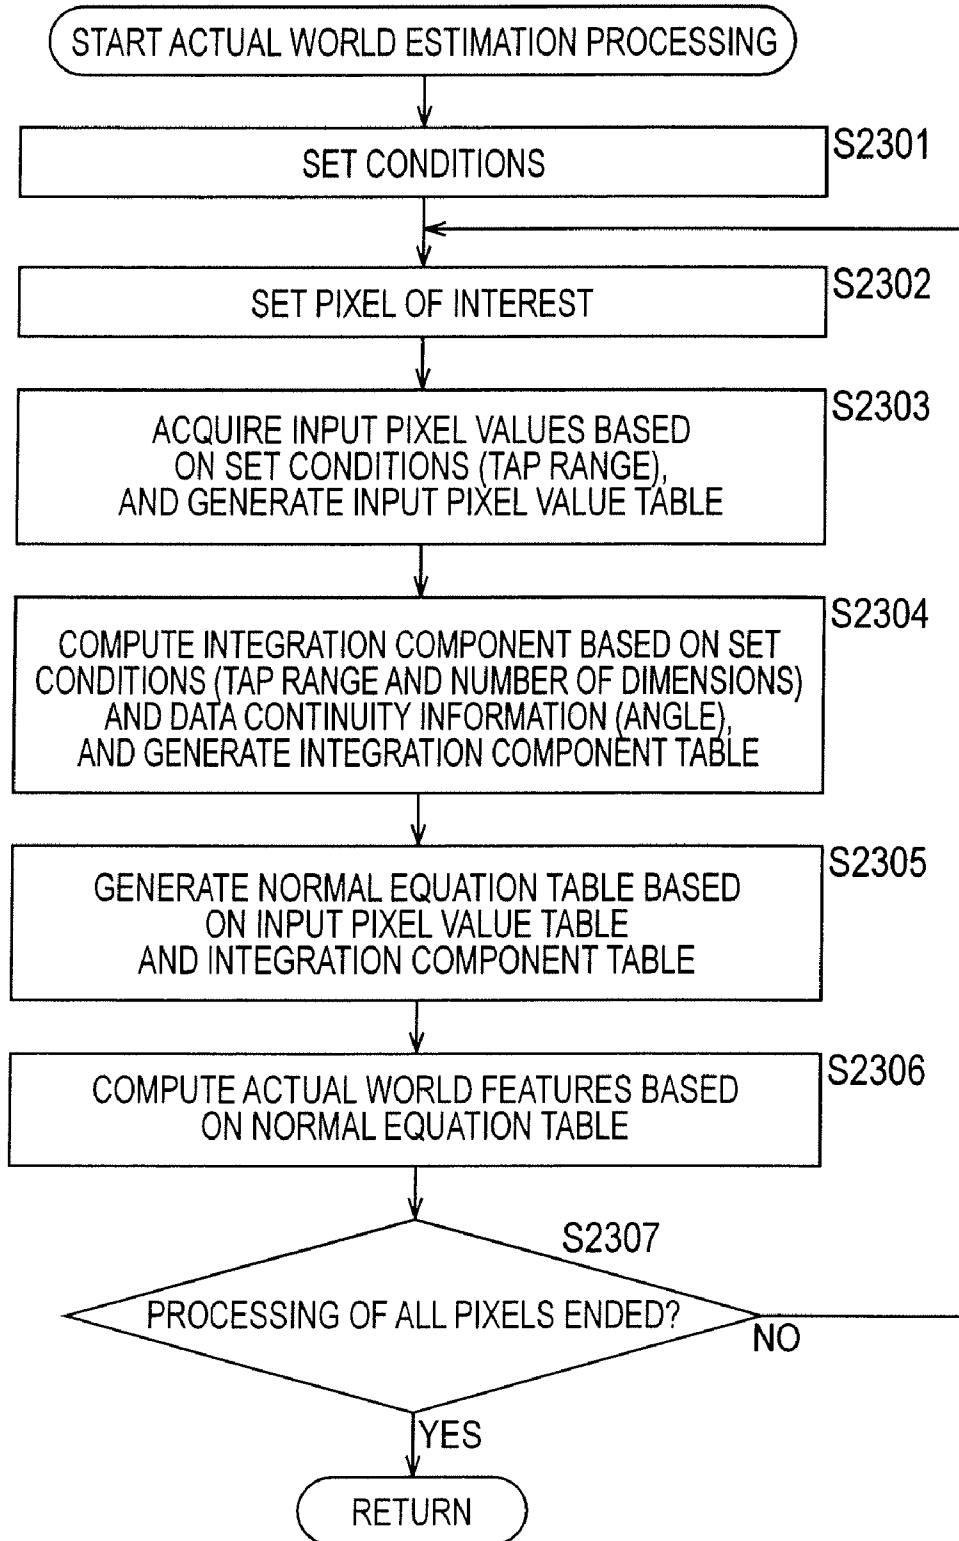 START ACTUAL WORLD ESTIMATION PROCESSING
S2301
SET CONDITIONS
S2302
SET PIXEL OF INTEREST
S2303
ACQUIRE INPUT PIXEL VALUES BASED
ON SET CONDITIONS (TAP RANGE),
AND GENERATE INPUT PIXEL VALUE TABLE
S2304
COMPUTE INTEGRATION COMPONENT BASED ON SET
CONDITIONS (TAP RANGE AND NUMBER OF DIMENSIONS)
AND DATA CONTINUITY INFORMATION (ANGLE),
AND GENERATE INTEGRATION COMPONENT TABLE
S2305
GENERATE NORMAL EQUATION TABLE BASED
ON INPUT PIXEL VALUE TABLE
AND INTEGRATION COMPONENT TABLE
S2306
COMPUTE ACTUAL WORLD FEATURES BASED
ON NORMAL EQUATION TABLE
S2307
PROCESSING OF ALL PIXELS ENDED?
NO
YES
RETURN